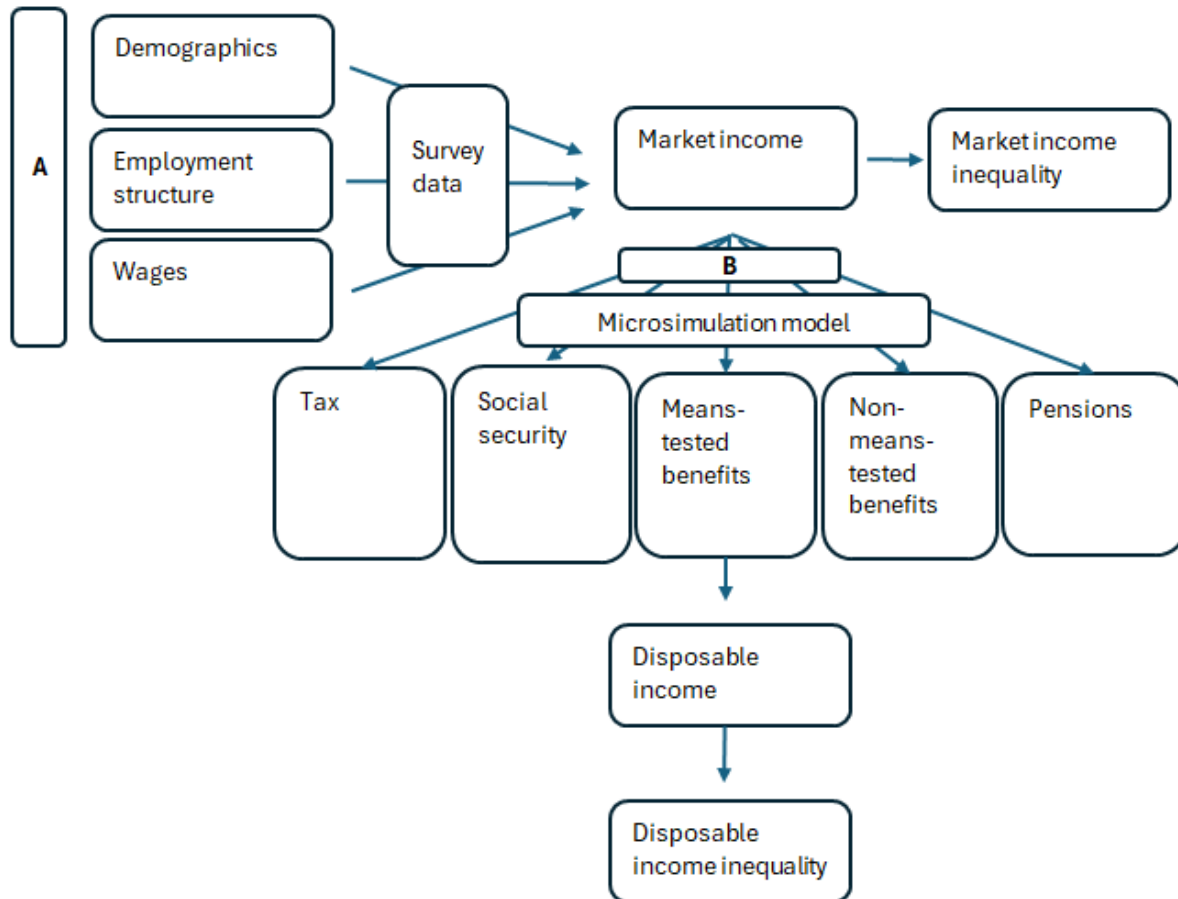 A
Demographics
Employment
structure
Wages
Survey
data
Market income
Market income
inequality
B
Microsimulation model
Tax
Social
security
Means-
tested
benefits
Non-
means-
tested
benefits
Pensions
Disposable
income
Disposable
income inequality